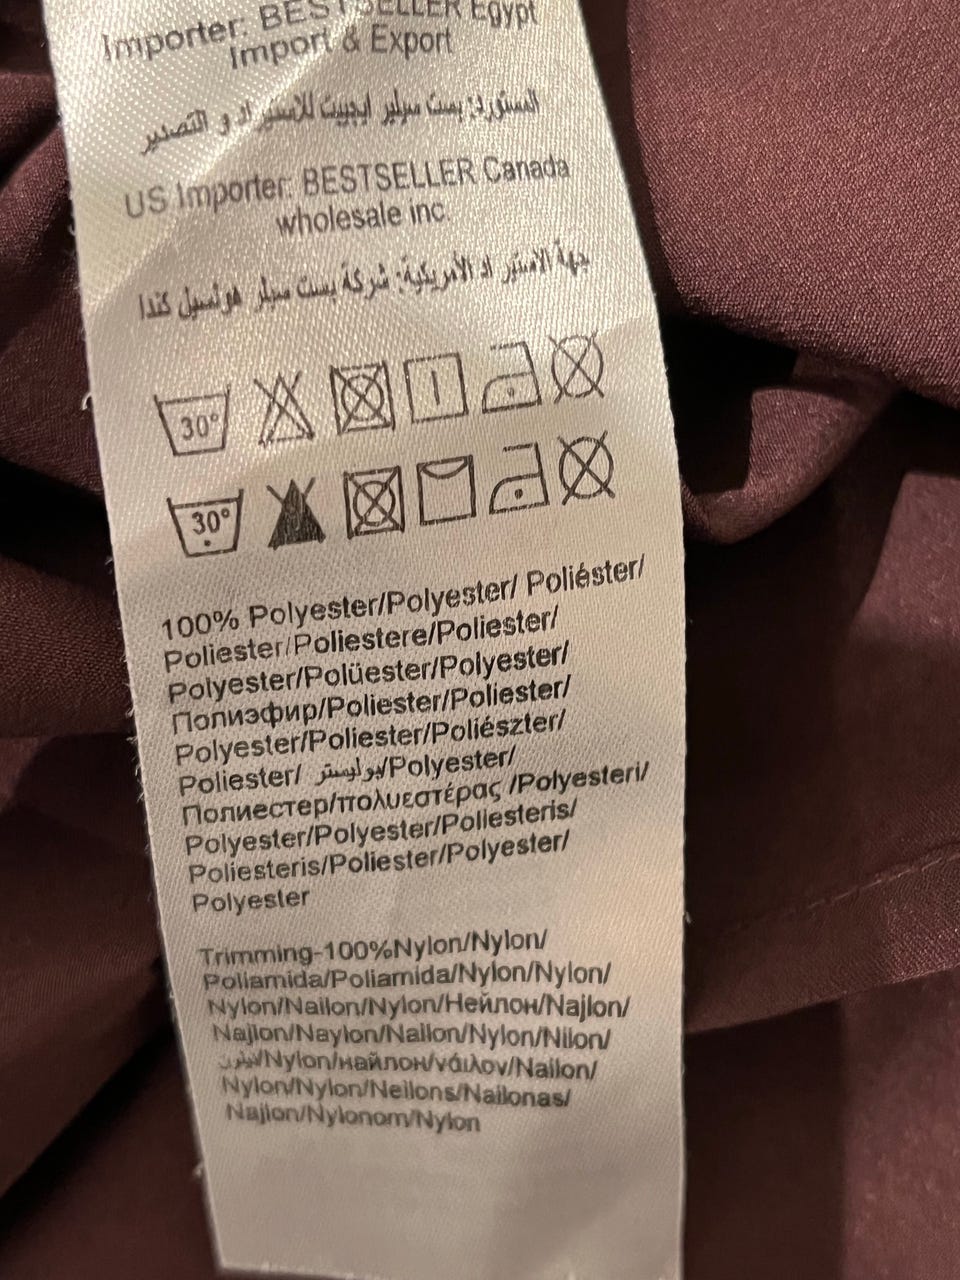 Importer: BESTSELLER Egypt
Import & Export
المستورد: بست سيلير ايجيبت للاستيراد و التصدير
US Importer: BESTSELLER Canada
wholesale inc.
جهة الاستيراد الأمريكية: شركة بست سيلر هولسيل كندا
30°
30°
100% Polyester/Polyester/ Poliéster/
Poliester/Poliestere/Poliester/
Polyester/Polüester/Polyester/
Полиэфир/Poliester/Poliester/
Polyester/Poliester/Poliészter/
Poliester/ بوليستر/Polyester/
Полиестер/πολυεστέρας /Polyesteri/
Polyester/Polyester/Poliesteris/
Poliesteris/Poliester/Polyester/
Polyester
Trimming-100%Nylon/Nylon/
Poliamida/Poliamida/Nylon/Nylon/
Nylon/Nailon/Nylon/Нейлон/Najlon/
Najlon/Naylon/Nailon/Nylon/Nilon/
نيلون/Nylon/найлон/νάιλον/Nailon/
Nylon/Nylon/Neilons/Nailonas/
Najlon/Nylonom/Nylon